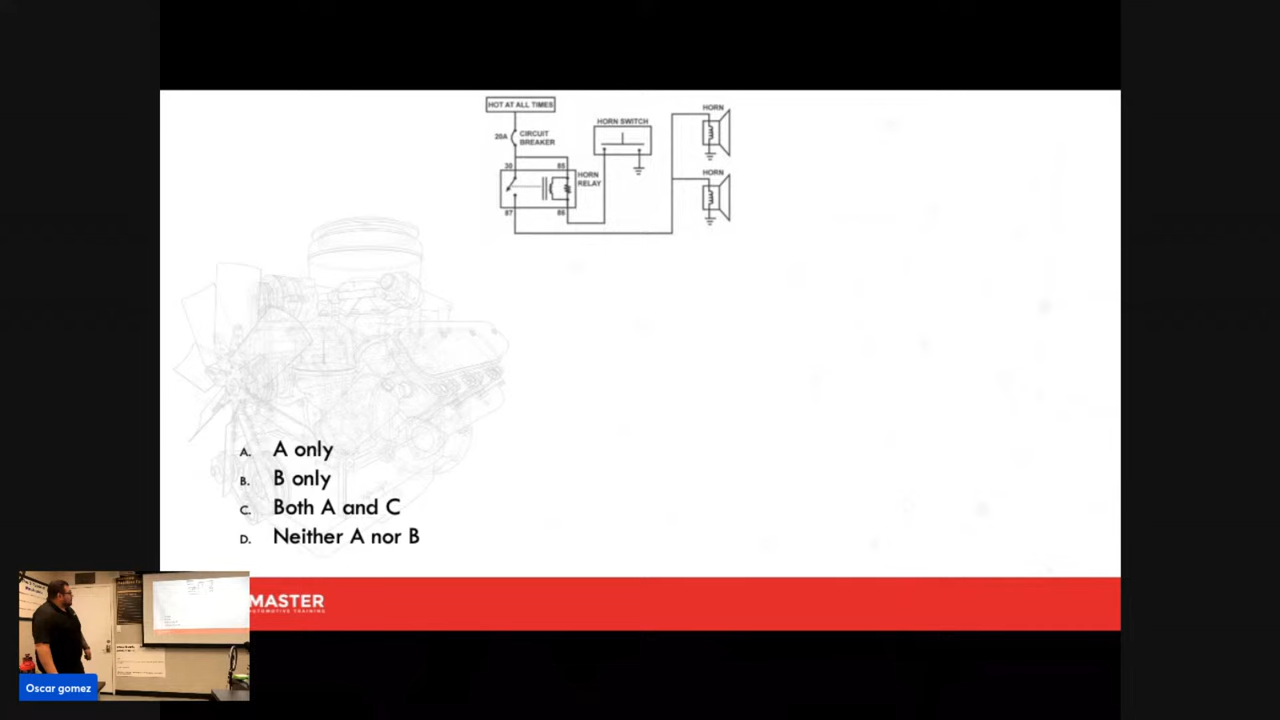 HOT AT ALL TIMES
20A
CIRCUIT
BREAKER
HORN SWITCH
HORN
30
85
HORN
RELAY
HORN
87
86
A. A only
B. B only
C. Both A and C
D. Neither A nor B
MASTER
AUTOMOTIVE TRAINING
Oscar gomez